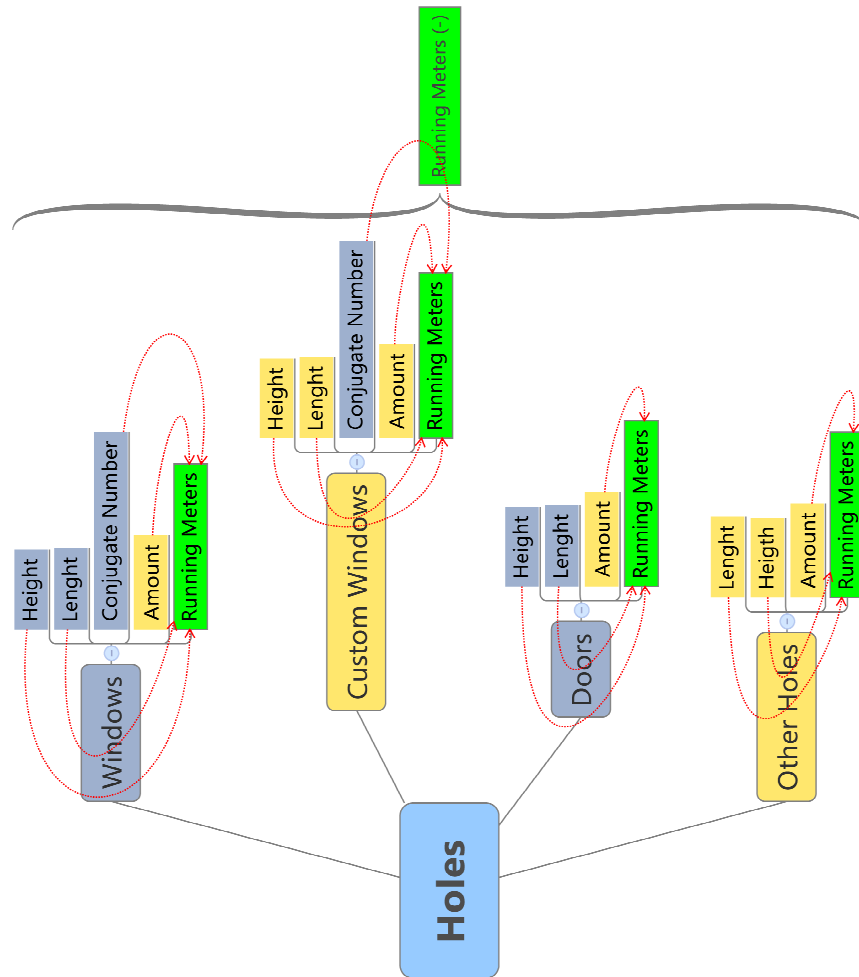 Holes
Windows
Height
Lenght
Conjugate Number
Amount
Running Meters
Custom Windows
Height
Lenght
Conjugate Number
Amount
Running Meters
Doors
Height
Lenght
Amount
Running Meters
Other Holes
Lenght
Heigth
Amount
Running Meters
Running Meters (-)